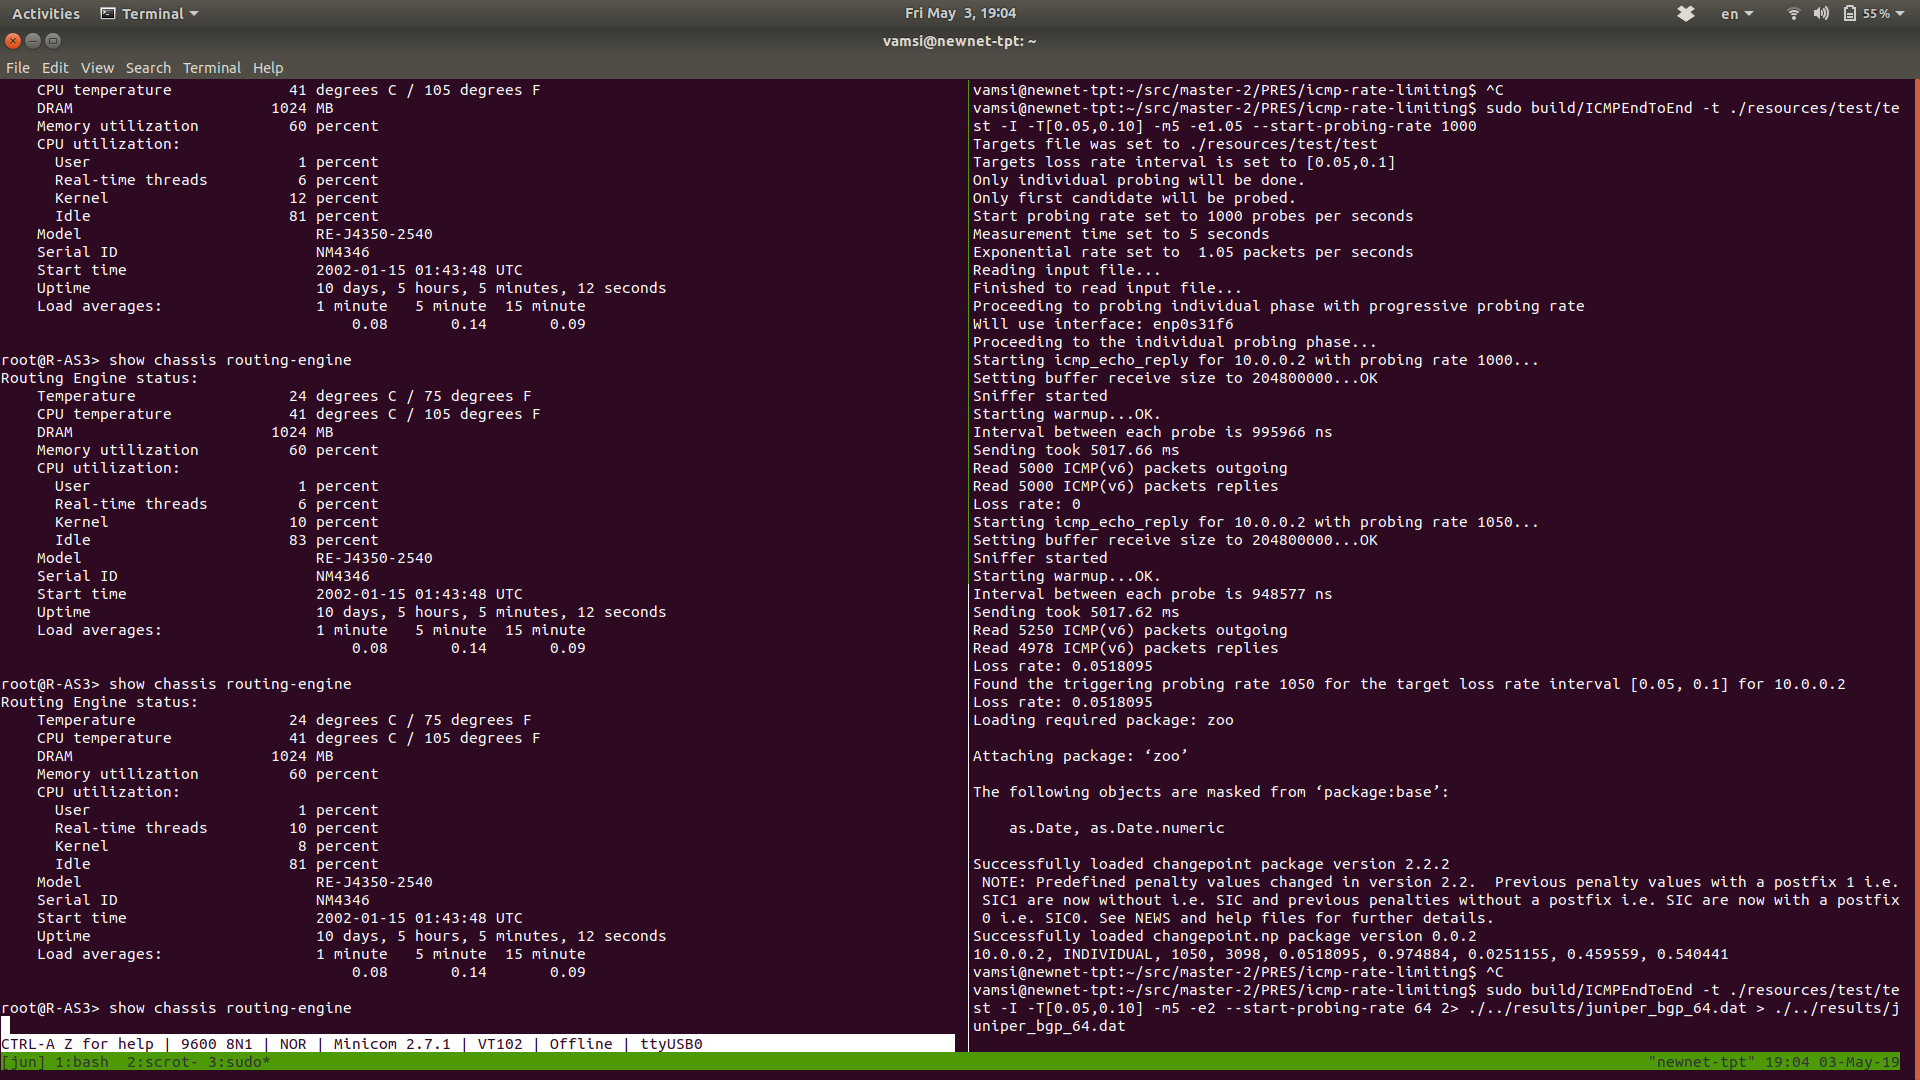 Activities Terminal Fri May 3, 19:04 en 55 %
vamsi@newnet-tpt: ~
File Edit View Search Terminal Help
CPU temperature 41 degrees C / 105 degrees F
DRAM 1024 MB
Memory utilization 60 percent
CPU utilization:
User 1 percent
Real-time threads 6 percent
Kernel 12 percent
Idle 81 percent
Model RE-J4350-2540
Serial ID NM4346
Start time 2002-01-15 01:43:48 UTC
Uptime 10 days, 5 hours, 5 minutes, 12 seconds
Load averages: 1 minute 5 minute 15 minute
0.08 0.14 0.09
root@R-AS3> show chassis routing-engine
Routing Engine status:
Temperature 24 degrees C / 75 degrees F
CPU temperature 41 degrees C / 105 degrees F
DRAM 1024 MB
Memory utilization 60 percent
CPU utilization:
User 1 percent
Real-time threads 6 percent
Kernel 10 percent
Idle 83 percent
Model RE-J4350-2540
Serial ID NM4346
Start time 2002-01-15 01:43:48 UTC
Uptime 10 days, 5 hours, 5 minutes, 12 seconds
Load averages: 1 minute 5 minute 15 minute
0.08 0.14 0.09
root@R-AS3> show chassis routing-engine
Routing Engine status:
Temperature 24 degrees C / 75 degrees F
CPU temperature 41 degrees C / 105 degrees F
DRAM 1024 MB
Memory utilization 60 percent
CPU utilization:
User 1 percent
Real-time threads 10 percent
Kernel 8 percent
Idle 81 percent
Model RE-J4350-2540
Serial ID NM4346
Start time 2002-01-15 01:43:48 UTC
Uptime 10 days, 5 hours, 5 minutes, 12 seconds
Load averages: 1 minute 5 minute 15 minute
0.08 0.14 0.09
root@R-AS3> show chassis routing-engine
CTRL-A Z for help | 9600 8N1 | NOR | Minicom 2.7.1 | VT102 | Offline | ttyUSB0
vamsi@newnet-tpt:~/src/master-2/PRES/icmp-rate-limiting$ ^C
vamsi@newnet-tpt:~/src/master-2/PRES/icmp-rate-limiting$ sudo build/ICMPEndToEnd -t ./resources/test/te
st -I -T[0.05,0.10] -m5 -e1.05 --start-probing-rate 1000
Targets file was set to ./resources/test/test
Targets loss rate interval is set to [0.05,0.1]
Only individual probing will be done.
Only first candidate will be probed.
Start probing rate set to 1000 probes per seconds
Measurement time set to 5 seconds
Exponential rate set to  1.05 packets per seconds
Reading input file...
Finished to read input file...
Proceeding to probing individual phase with progressive probing rate
Will use interface: enp0s31f6
Proceeding to the individual probing phase...
Starting icmp_echo_reply for 10.0.0.2 with probing rate 1000...
Setting buffer receive size to 204800000...OK
Sniffer started
Starting warmup...OK.
Interval between each probe is 995966 ns
Sending took 5017.66 ms
Read 5000 ICMP(v6) packets outgoing
Read 5000 ICMP(v6) packets replies
Loss rate: 0
Starting icmp_echo_reply for 10.0.0.2 with probing rate 1050...
Setting buffer receive size to 204800000...OK
Sniffer started
Starting warmup...OK.
Interval between each probe is 948577 ns
Sending took 5017.62 ms
Read 5250 ICMP(v6) packets outgoing
Read 4978 ICMP(v6) packets replies
Loss rate: 0.0518095
Found the triggering probing rate 1050 for the target loss rate interval [0.05, 0.1] for 10.0.0.2
Loss rate: 0.0518095
Loading required package: zoo
Attaching package: ‘zoo’
The following objects are masked from ‘package:base’:
as.Date, as.Date.numeric
Successfully loaded changepoint package version 2.2.2
NOTE: Predefined penalty values changed in version 2.2.  Previous penalty values with a postfix 1 i.e.
SIC1 are now without i.e. SIC and previous penalties without a postfix i.e. SIC are now with a postfix
0 i.e. SIC0. See NEWS and help files for further details.
Successfully loaded changepoint.np package version 0.0.2
10.0.0.2, INDIVIDUAL, 1050, 3098, 0.0518095, 0.974884, 0.0251155, 0.459559, 0.540441
vamsi@newnet-tpt:~/src/master-2/PRES/icmp-rate-limiting$ ^C
vamsi@newnet-tpt:~/src/master-2/PRES/icmp-rate-limiting$ sudo build/ICMPEndToEnd -t ./resources/test/te
st -I -T[0.05,0.10] -m5 -e2 --start-probing-rate 64 2> ./../results/juniper_bgp_64.dat > ./../results/j
uniper_bgp_64.dat
[jun] 1:bash  2:scrot- 3:sudo* "newnet-tpt" 19:04 03-May-19